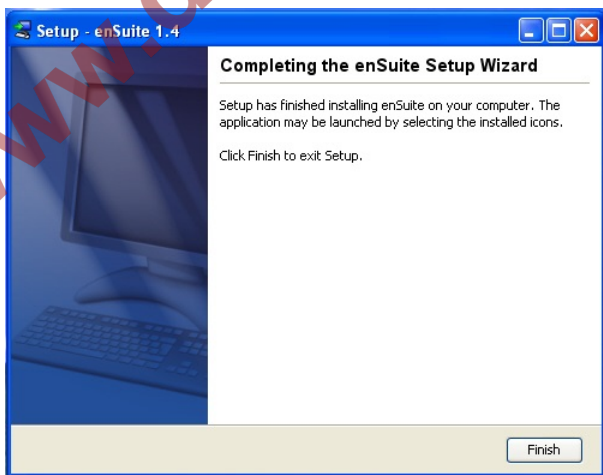 Setup - enSuite 1.4
Completing the enSuite Setup Wizard
Setup has finished installing enSuite on your computer. The
application may be launched by selecting the installed icons.
Click Finish to exit Setup.
Finish